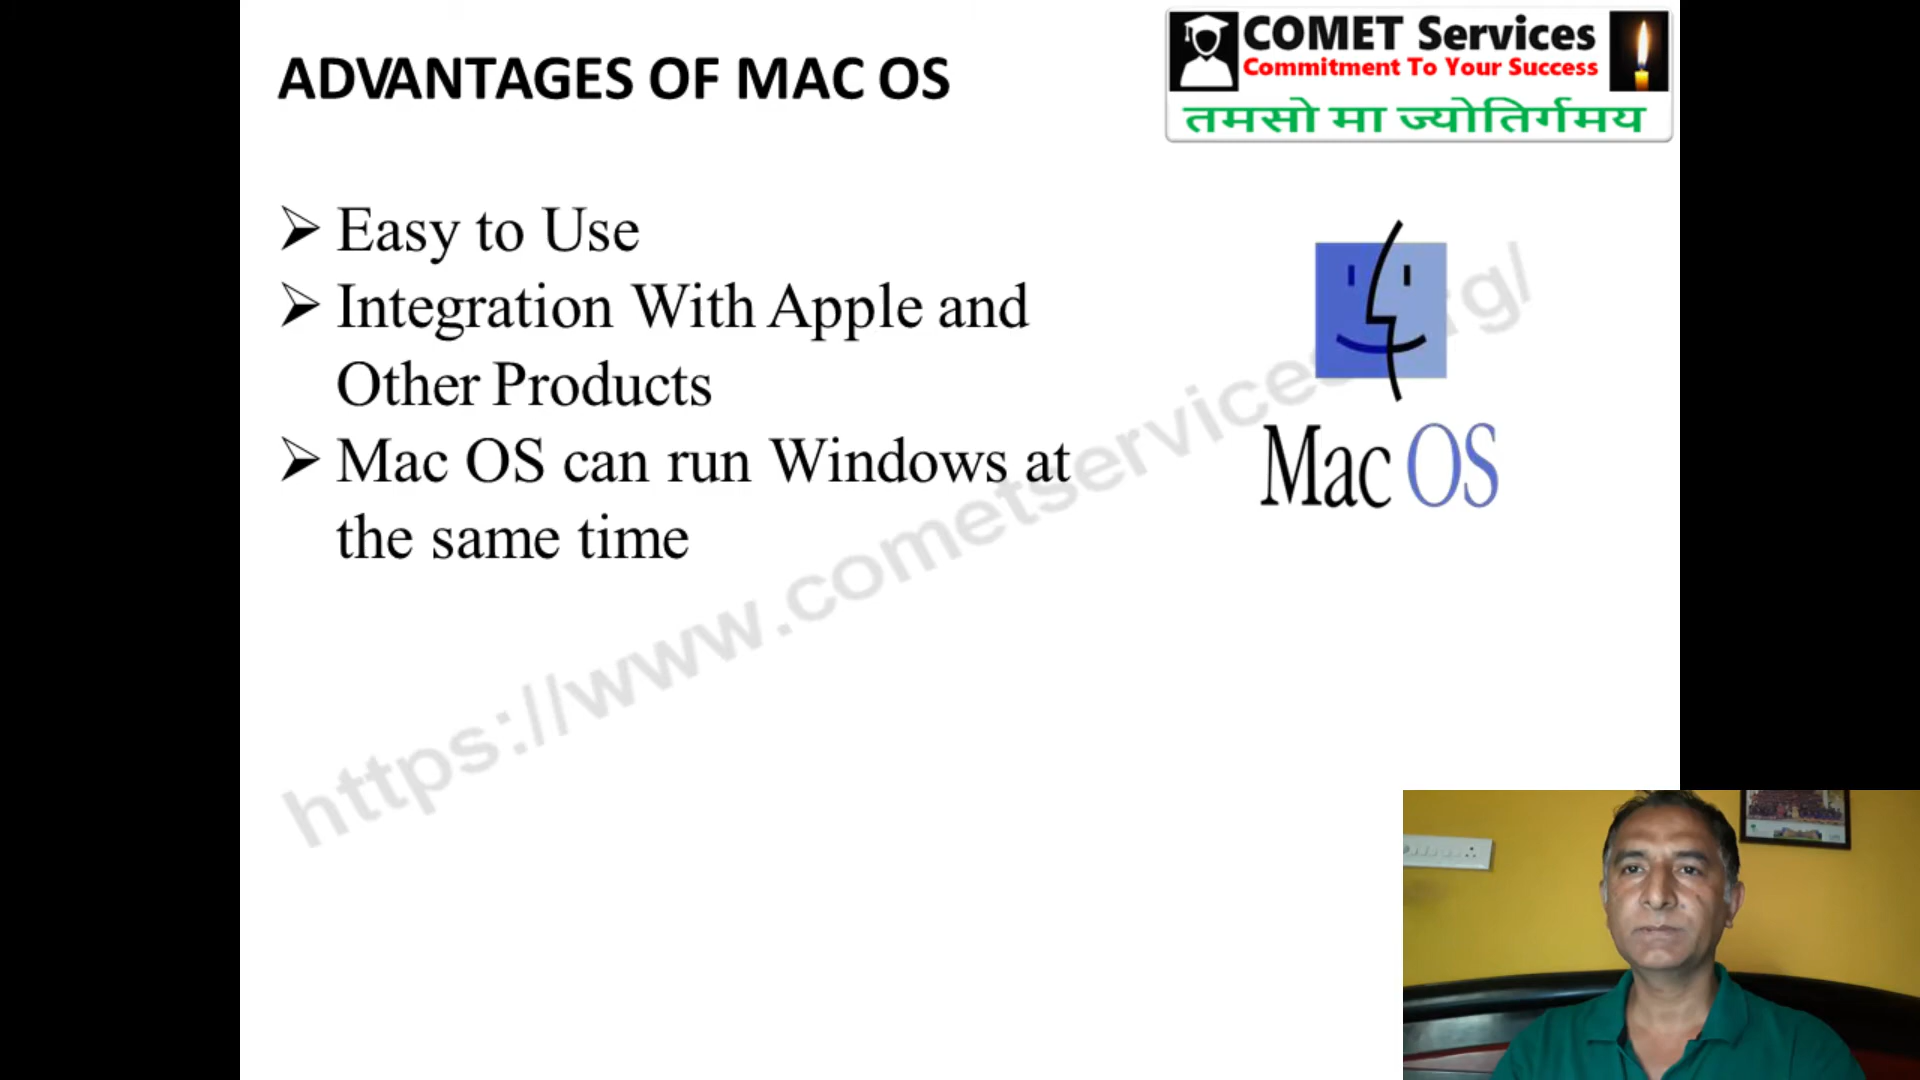 ADVANTAGES OF MAC OS
COMET Services
Commitment To Your Success
तमसो मा ज्योतिर्गमय
➢ Easy to Use
➢ Integration With Apple and
Other Products
➢ Mac OS can run Windows at
the same time
Mac OS
https://www.cometservices.org/